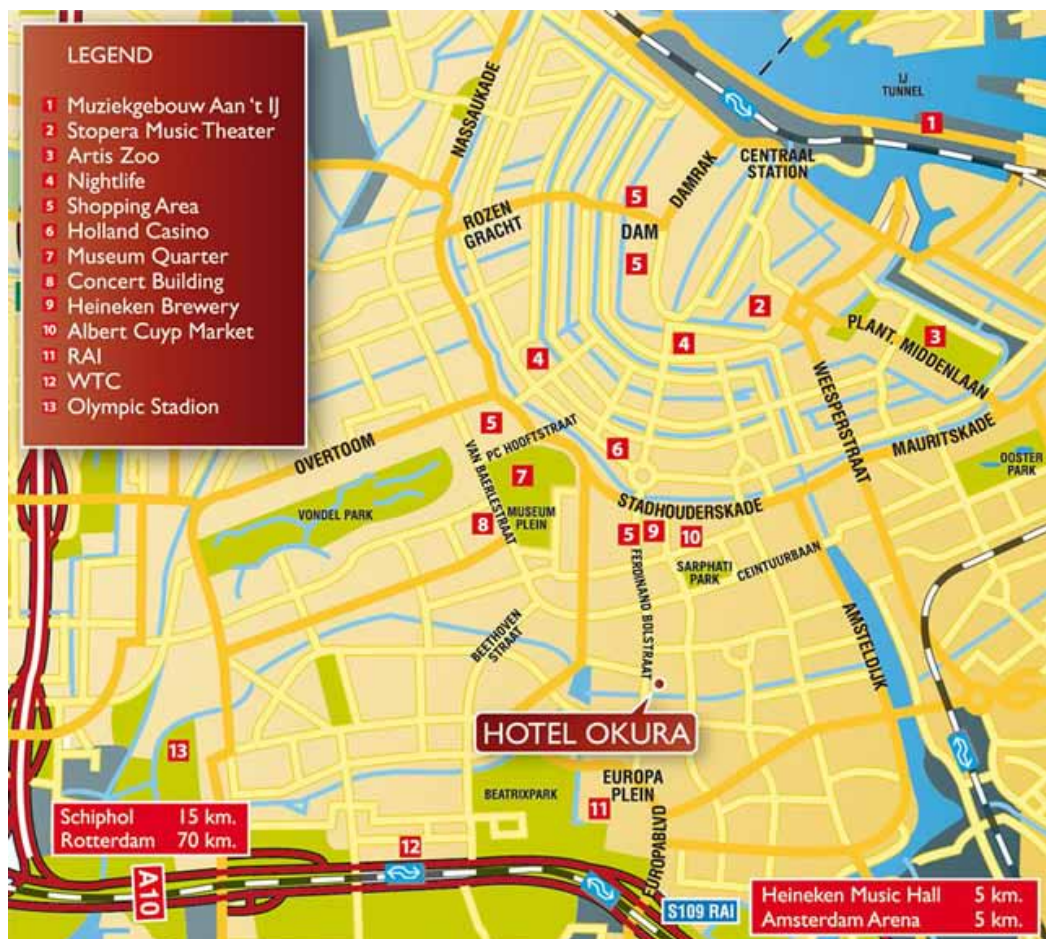 LEGEND
1 Muziekgebouw Aan 't IJ
2 Stopera Music Theater
3 Artis Zoo
4 Nightlife
5 Shopping Area
6 Holland Casino
7 Museum Quarter
8 Concert Building
9 Heineken Brewery
10 Albert Cuyp Market
11 RAI
12 WTC
13 Olympic Stadion
NASSAUKADE
IJ
TUNNEL
1
CENTRAAL
STATION
DAMRAK
5
ROZEN
GRACHT
DAM
5
2
4
4
3
PLANT. MIDDENLAAN
WEESPERSTRAAT
MAURITSKADE
OOSTER
PARK
5
PC HOOFTSTRAAT
OVERTOOM
VAN BAERLESTRAAT
6
7
STADHOUDERSKADE
VONDEL PARK
MUSEUM
PLEIN
8
5
9
10
SARPHATI
PARK
CEINTUURBAAN
FERDINAND BOLSTRAAT
BEETHOVEN
STRAAT
AMSTELDIJK
HOTEL OKURA
13
EUROPA
PLEIN
BEATRIXPARK
11
EUROPABLVD
Schiphol 15 km.
Rotterdam 70 km.
12
A10
S109 RAI
Heineken Music Hall 5 km.
Amsterdam Arena 5 km.